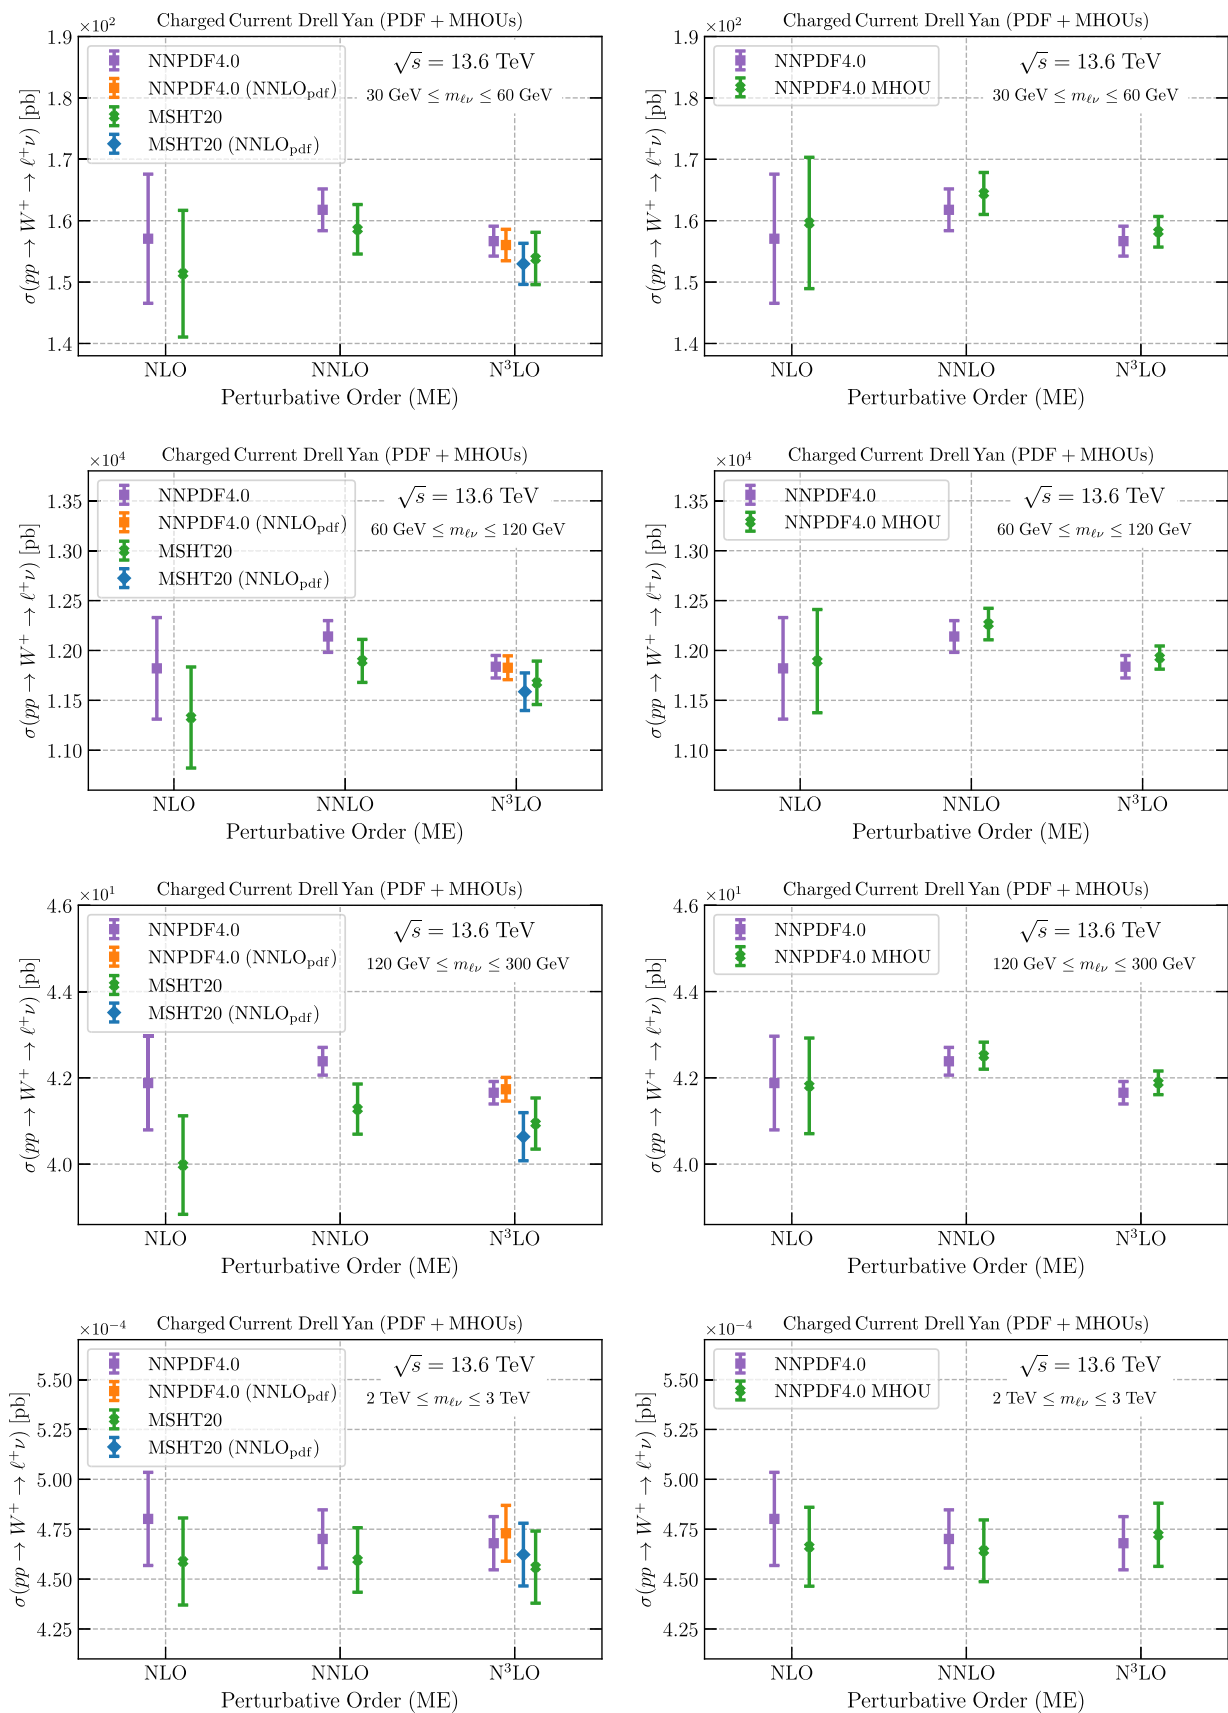 Charged Current Drell Yan (PDF + MHOUs)
×10²
σ(pp → W⁺ → ℓ⁺ν) [pb]
1.9
1.8
1.7
1.6
1.5
1.4
NNPDF4.0
NNPDF4.0 (NNLO_pdf)
MSHT20
MSHT20 (NNLO_pdf)
√s = 13.6 TeV
30 GeV ≤ m_ℓν ≤ 60 GeV
NLO NNLO N³LO
Perturbative Order (ME)
Charged Current Drell Yan (PDF + MHOUs)
×10²
σ(pp → W⁺ → ℓ⁺ν) [pb]
1.9
1.8
1.7
1.6
1.5
1.4
NNPDF4.0
NNPDF4.0 MHOU
√s = 13.6 TeV
30 GeV ≤ m_ℓν ≤ 60 GeV
NLO NNLO N³LO
Perturbative Order (ME)
Charged Current Drell Yan (PDF + MHOUs)
×10⁴
σ(pp → W⁺ → ℓ⁺ν) [pb]
1.35
1.30
1.25
1.20
1.15
1.10
NNPDF4.0
NNPDF4.0 (NNLO_pdf)
MSHT20
MSHT20 (NNLO_pdf)
√s = 13.6 TeV
60 GeV ≤ m_ℓν ≤ 120 GeV
NLO NNLO N³LO
Perturbative Order (ME)
Charged Current Drell Yan (PDF + MHOUs)
×10⁴
σ(pp → W⁺ → ℓ⁺ν) [pb]
1.35
1.30
1.25
1.20
1.15
1.10
NNPDF4.0
NNPDF4.0 MHOU
√s = 13.6 TeV
60 GeV ≤ m_ℓν ≤ 120 GeV
NLO NNLO N³LO
Perturbative Order (ME)
Charged Current Drell Yan (PDF + MHOUs)
×10¹
σ(pp → W⁺ → ℓ⁺ν) [pb]
4.6
4.4
4.2
4.0
NNPDF4.0
NNPDF4.0 (NNLO_pdf)
MSHT20
MSHT20 (NNLO_pdf)
√s = 13.6 TeV
120 GeV ≤ m_ℓν ≤ 300 GeV
NLO NNLO N³LO
Perturbative Order (ME)
Charged Current Drell Yan (PDF + MHOUs)
×10¹
σ(pp → W⁺ → ℓ⁺ν) [pb]
4.6
4.4
4.2
4.0
NNPDF4.0
NNPDF4.0 MHOU
√s = 13.6 TeV
120 GeV ≤ m_ℓν ≤ 300 GeV
NLO NNLO N³LO
Perturbative Order (ME)
Charged Current Drell Yan (PDF + MHOUs)
×10⁻⁴
σ(pp → W⁺ → ℓ⁺ν) [pb]
5.50
5.25
5.00
4.75
4.50
4.25
NNPDF4.0
NNPDF4.0 (NNLO_pdf)
MSHT20
MSHT20 (NNLO_pdf)
√s = 13.6 TeV
2 TeV ≤ m_ℓν ≤ 3 TeV
NLO NNLO N³LO
Perturbative Order (ME)
Charged Current Drell Yan (PDF + MHOUs)
×10⁻⁴
σ(pp → W⁺ → ℓ⁺ν) [pb]
5.50
5.25
5.00
4.75
4.50
4.25
NNPDF4.0
NNPDF4.0 MHOU
√s = 13.6 TeV
2 TeV ≤ m_ℓν ≤ 3 TeV
NLO NNLO N³LO
Perturbative Order (ME)